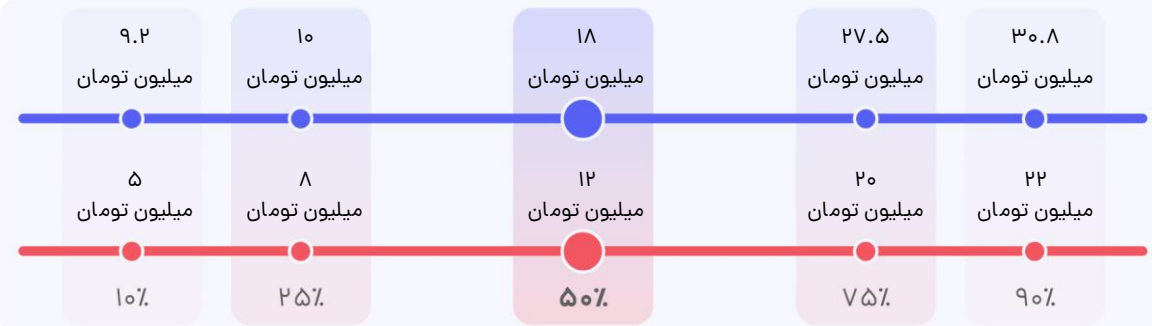 ۹.۲
۱۰
۱۸
۲۷.۵
۳۰.۸
میلیون تومان
میلیون تومان
میلیون تومان
میلیون تومان
میلیون تومان
۵
۸
۱۲
۲۰
۲۲
میلیون تومان
میلیون تومان
میلیون تومان
میلیون تومان
میلیون تومان
۱۰٪
۲۵٪
۵۰٪
۷۵٪
۹۰٪